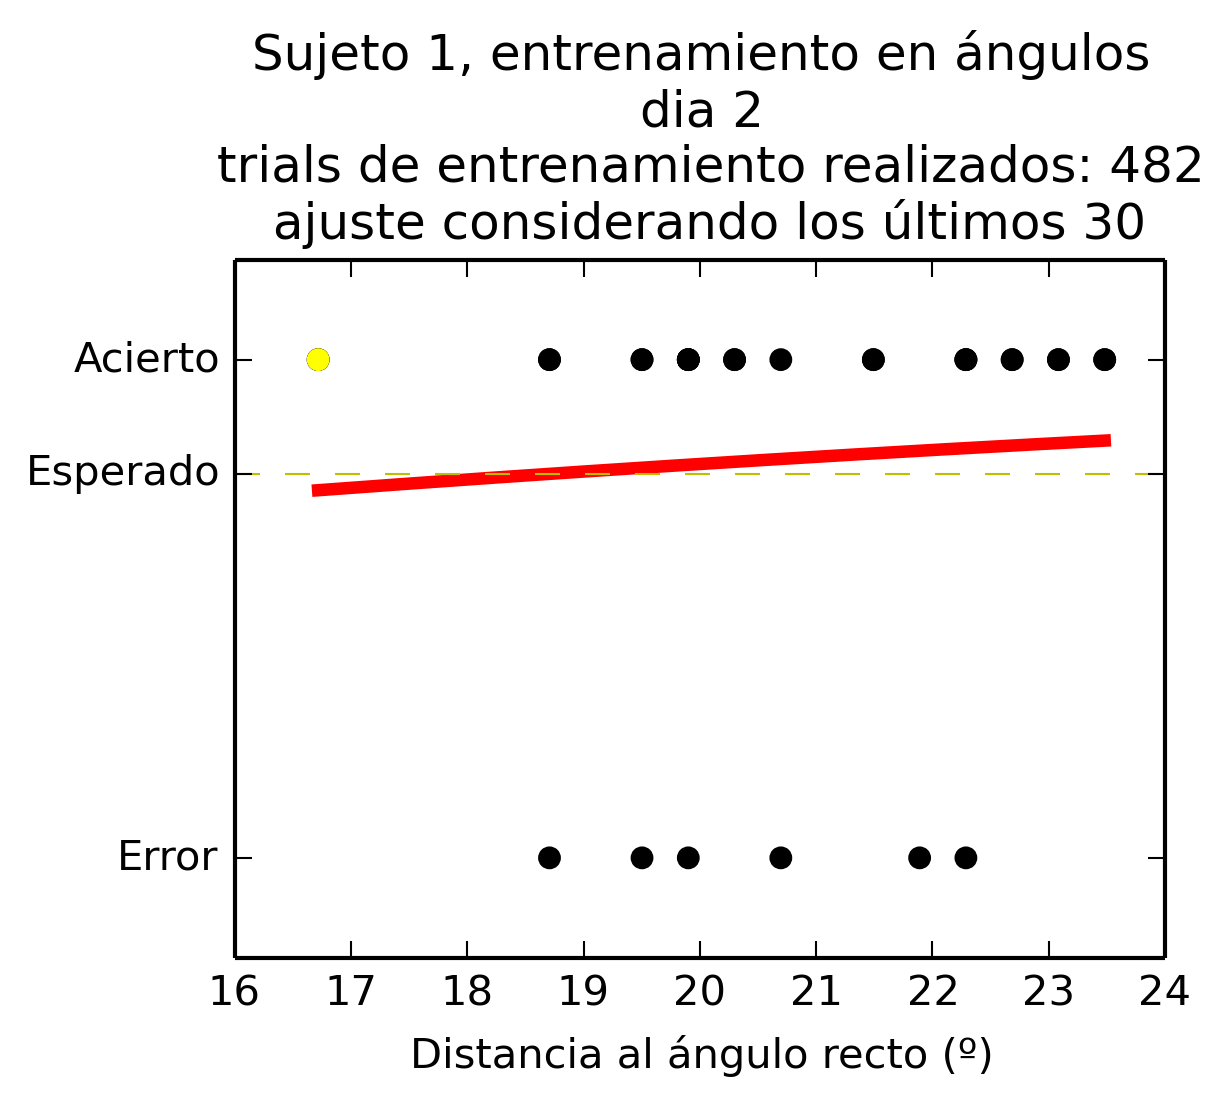 Sujeto 1, entrenamiento en ángulos
dia 2
trials de entrenamiento realizados: 482
ajuste considerando los últimos 30
Acierto
Esperado
Error
16 17 18 19 20 21 22 23 24
Distancia al ángulo recto (º)